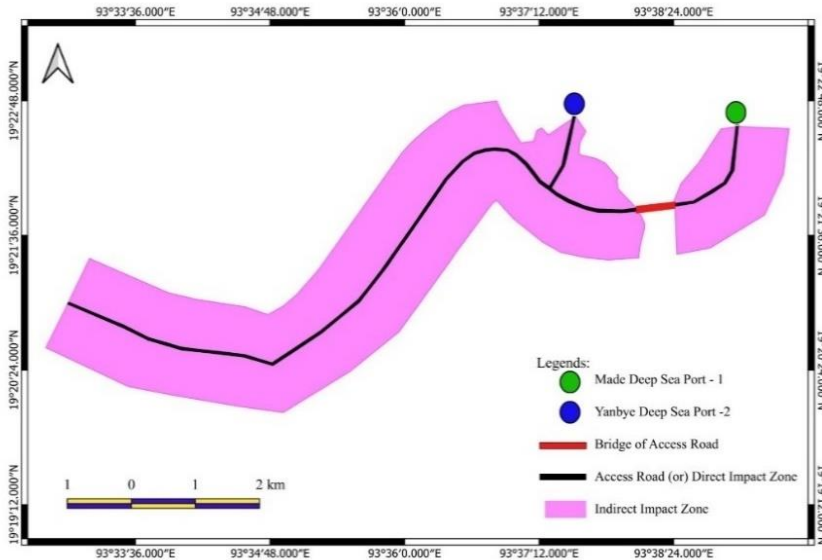 93°33'36.000"E 93°34'48.000"E 93°36'0.000"E 93°37'12.000"E 93°38'24.000"E
19°22'48.000"N
19°21'36.000"N
19°20'24.000"N
19°19'12.000"N
Legends:
Made Deep Sea Port - 1
Yanbye Deep Sea Port -2
Bridge of Access Road
Access Road (or) Direct Impact Zone
Indirect Impact Zone
1 0 1 2 km
93°33'36.000"E 93°34'48.000"E 93°36'0.000"E 93°37'12.000"E 93°38'24.000"E